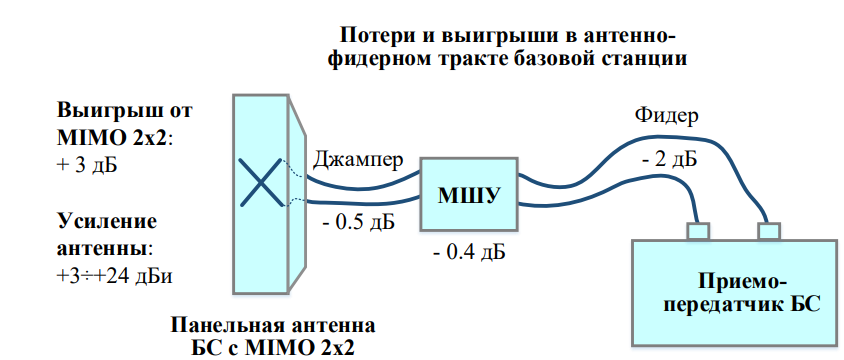 Потери и выигрыши в антенно-
фидерном тракте базовой станции
Выигрыш от
MIMO 2x2:
+ 3 дБ
Усиление
антенны:
+3÷+24 дБи
Джампер
- 0.5 дБ
МШУ
- 0.4 дБ
Фидер
- 2 дБ
Приемо-
передатчик БС
Панельная антенна
БС с MIMO 2x2